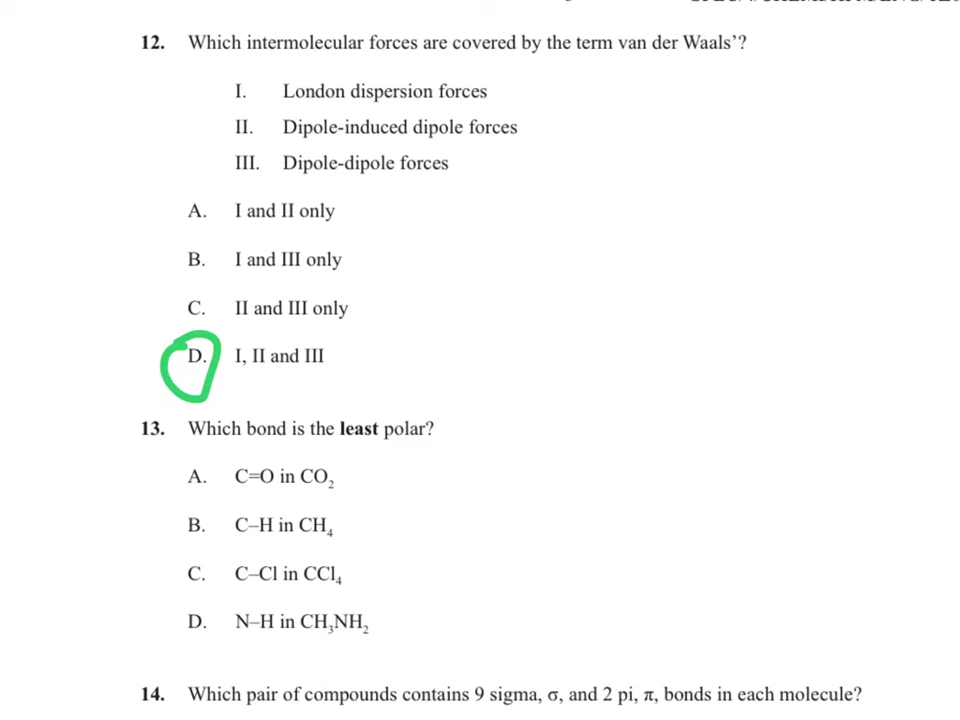 12. Which intermolecular forces are covered by the term van der Waals’?
I. London dispersion forces
II. Dipole-induced dipole forces
III. Dipole-dipole forces
A. I and II only
B. I and III only
C. II and III only
D. I, II and III
13. Which bond is the least polar?
A. C=O in CO₂
B. C–H in CH₄
C. C–Cl in CCl₄
D. N–H in CH₃NH₂
14. Which pair of compounds contains 9 sigma, σ, and 2 pi, π, bonds in each molecule?